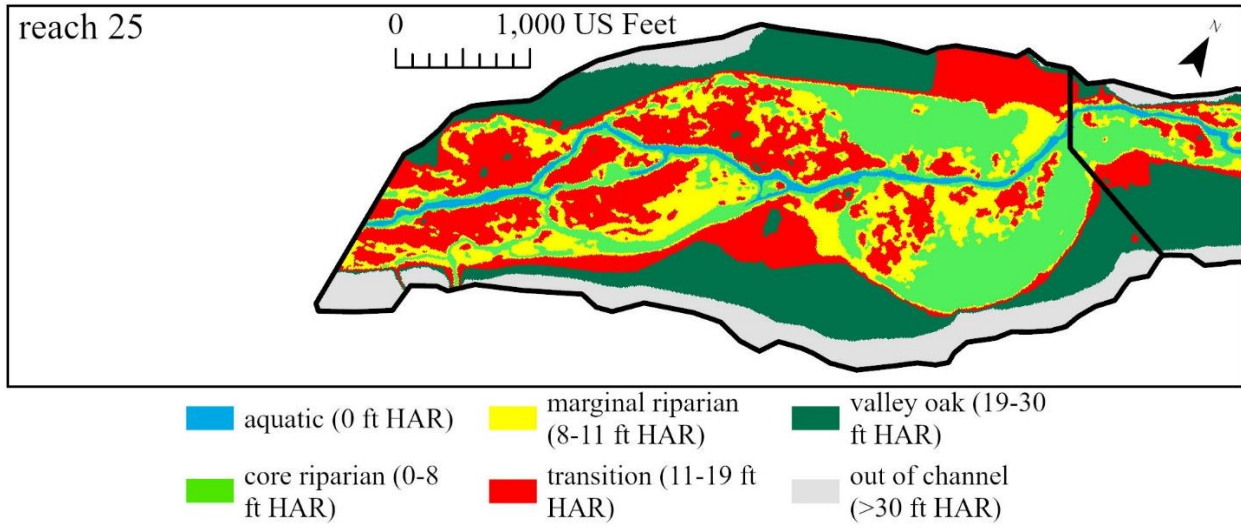 reach 25
0 1,000 US Feet
N
aquatic (0 ft HAR)
marginal riparian
(8-11 ft HAR)
valley oak (19-30
ft HAR)
core riparian (0-8
ft HAR)
transition (11-19 ft
HAR)
out of channel
(>30 ft HAR)